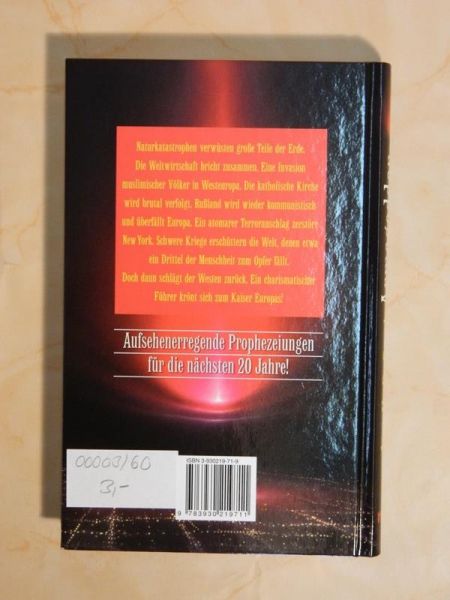 Naturkatastrophen verwüsten große Teile der Erde.
Die Weltwirtschaft bricht zusammen. Eine Invasion
muslimischer Völker in Westeuropa. Die katholische Kirche
wird brutal verfolgt. Rußland wird wieder kommunistisch
und überfällt Europa. Ein atomarer Terroranschlag zerstört
New York. Schwere Kriege erschüttern die Welt, denen etwa
ein Drittel der Menschheit zum Opfer fällt.
Doch dann schlägt der Westen zurück. Ein charismatischer
Führer krönt sich zum Kaiser Europas!
Aufsehenerregende Prophezeiungen
für die nächsten 20 Jahre!
00003/60
3,-
ISBN 3-930219-71-9
9 783930 219711